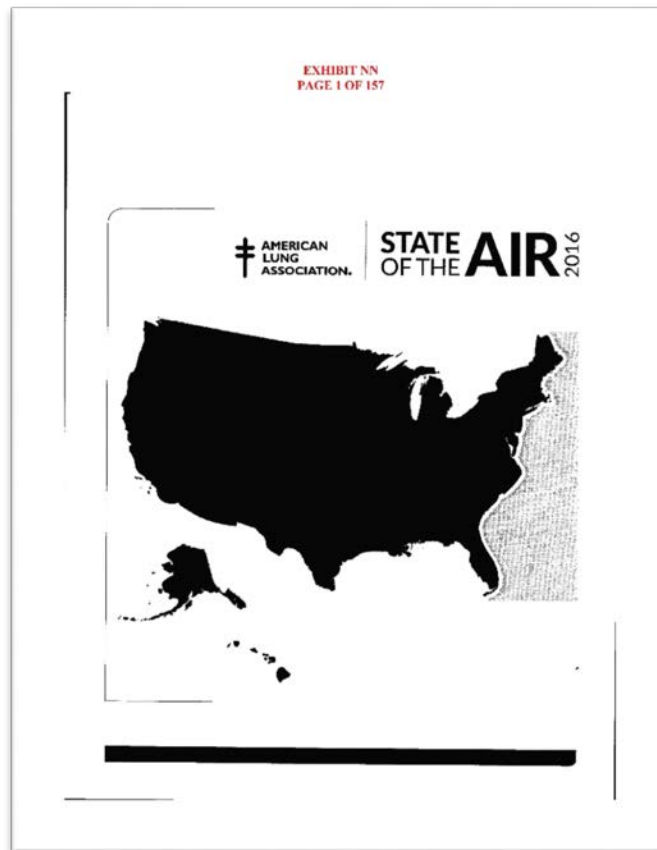 EXHIBIT NN
PAGE 1 OF 157
AMERICAN
LUNG
ASSOCIATION.
STATE
OF THE
AIR
2016